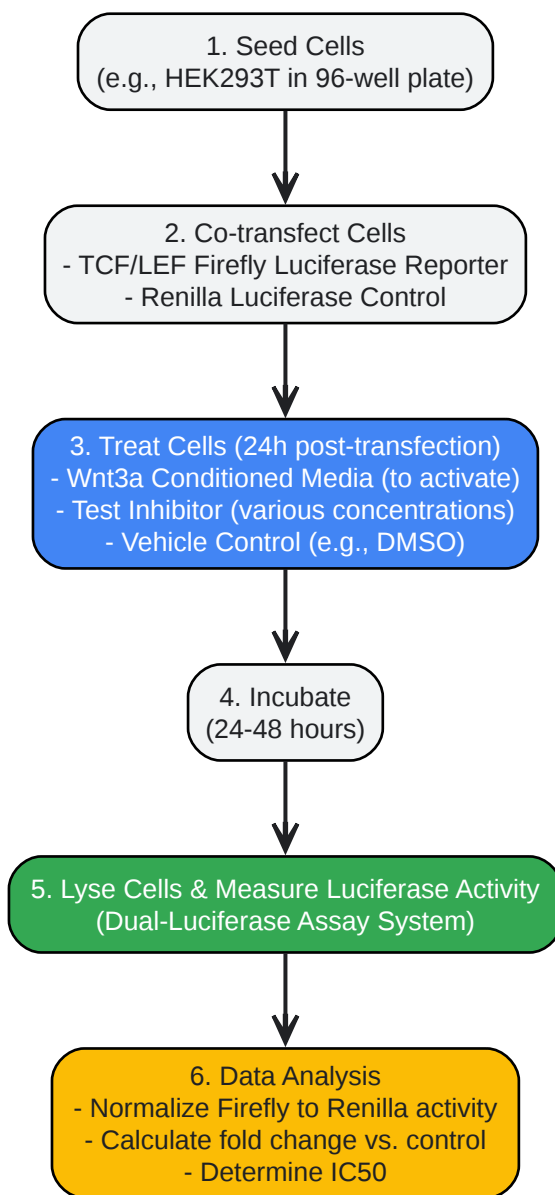 1. Seed Cells
(e.g., HEK293T in 96-well plate)
2. Co-transfect Cells
- TCF/LEF Firefly Luciferase Reporter
- Renilla Luciferase Control
3. Treat Cells (24h post-transfection)
- Wnt3a Conditioned Media (to activate)
- Test Inhibitor (various concentrations)
- Vehicle Control (e.g., DMSO)
4. Incubate
(24-48 hours)
5. Lyse Cells & Measure Luciferase Activity
(Dual-Luciferase Assay System)
6. Data Analysis
- Normalize Firefly to Renilla activity
- Calculate fold change vs. control
- Determine IC50